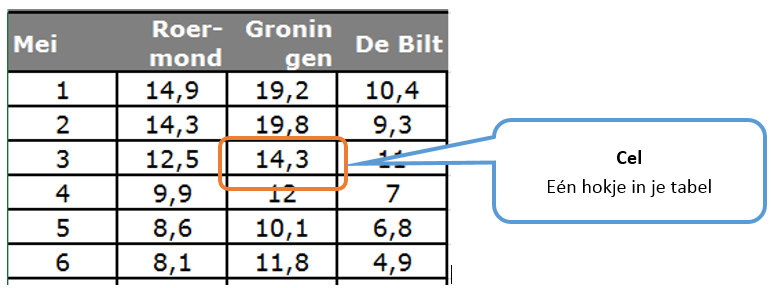 Mei Roer-mond Gronin gen De Bilt
1 14,9 19,2 10,4
2 14,3 19,8 9,3
3 12,5 14,3 11
4 9,9 12 7
5 8,6 10,1 6,8
6 8,1 11,8 4,9
Cel
Eén hokje in je tabel